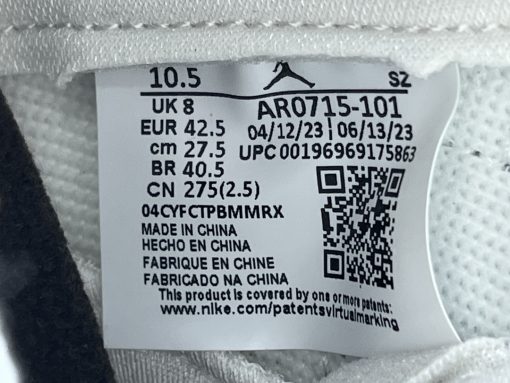 10.5 SZ
UK 8 AR0715-101
EUR 42.5 04/12/23 | 06/13/23
cm 27.5 UPC 00196969175863
BR 40.5
CN 275(2.5)
04CYFCTPBMMRX
MADE IN CHINA
HECHO EN CHINA
FABRIQUE EN CHINE
FABRICADO NA CHINA
This product is covered by one or more patents:
www.nike.com/patentsvirtualmarking